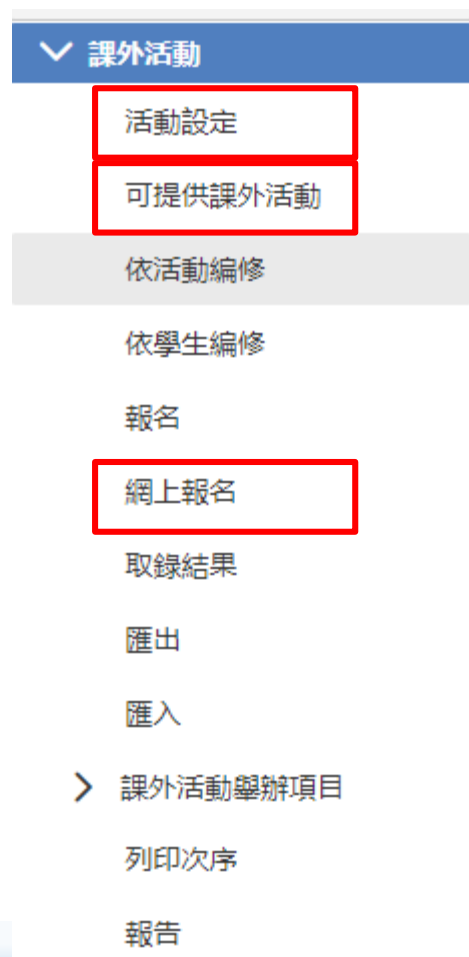 課外活動
活動設定
可提供課外活動
依活動編修
依學生編修
報名
網上報名
取錄結果
匯出
匯入
課外活動舉辦項目
列印次序
報告